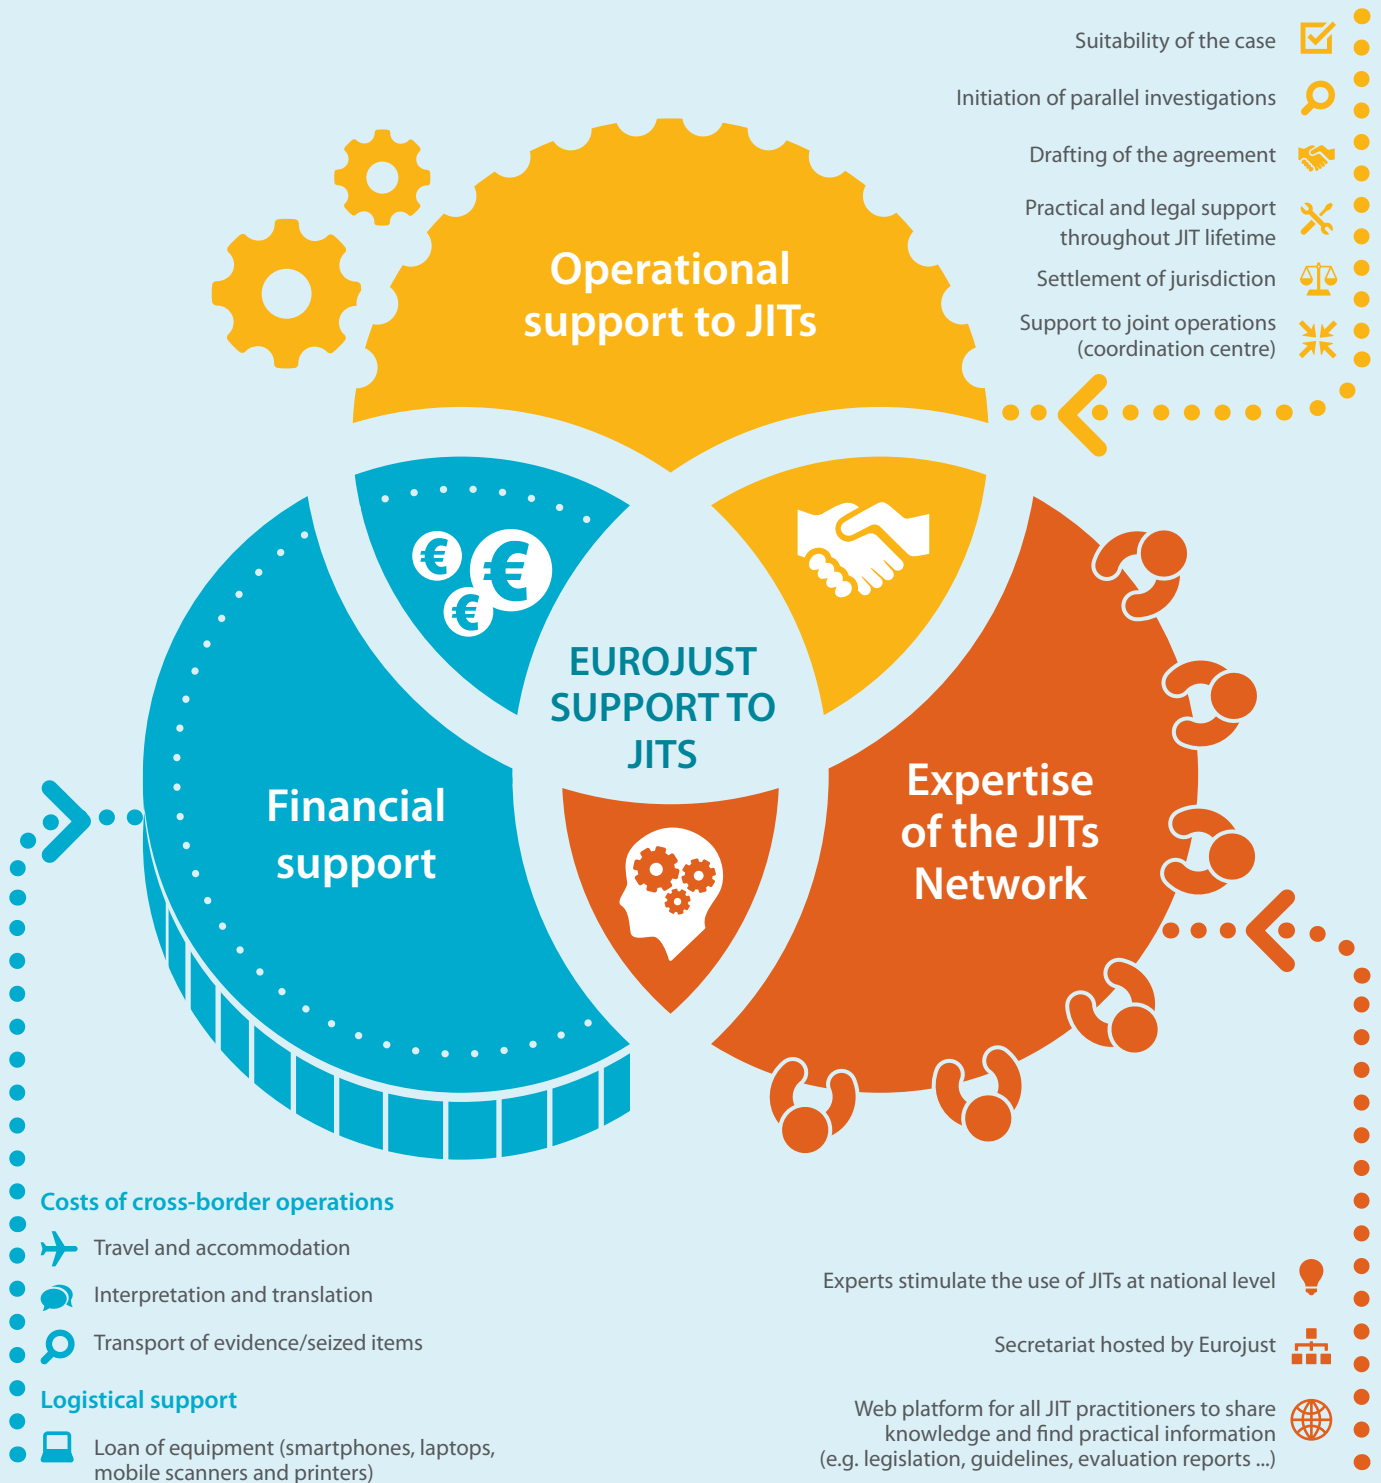 Suitability of the case
Initiation of parallel investigations
Drafting of the agreement
Practical and legal support
throughout JIT lifetime
Settlement of jurisdiction
Support to joint operations
(coordination centre)
Operational
support to JITs
€
€
€
EUROJUST
SUPPORT TO
JITS
Financial
support
Expertise
of the JITs
Network
Costs of cross-border operations
Travel and accommodation
Interpretation and translation
Transport of evidence/seized items
Logistical support
Loan of equipment (smartphones, laptops,
mobile scanners and printers)
Experts stimulate the use of JITs at national level
Secretariat hosted by Eurojust
Web platform for all JIT practitioners to share
knowledge and find practical information
(e.g. legislation, guidelines, evaluation reports ...)